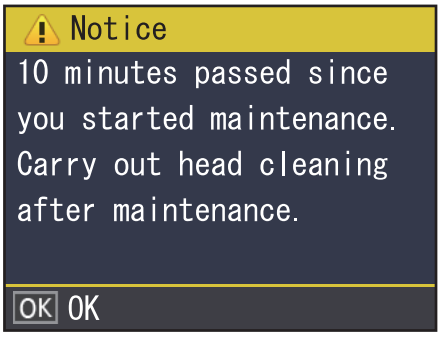 Notice
10 minutes passed since
you started maintenance.
Carry out head cleaning
after maintenance.
OK OK